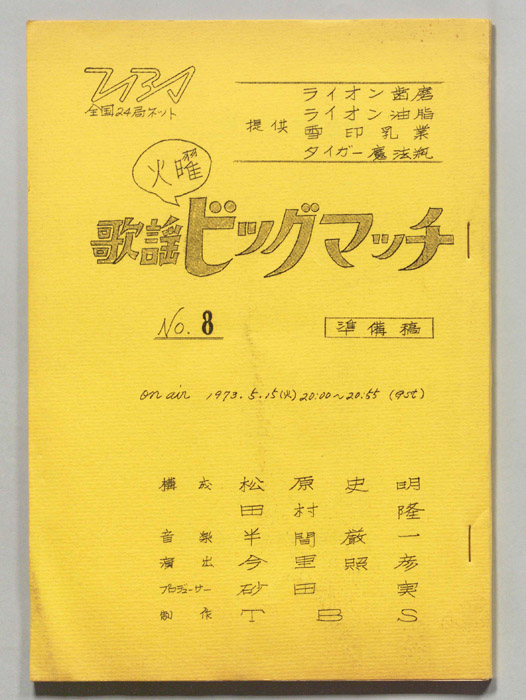 TBS
全国24局ネット
提供
ライオン歯磨
ライオン油脂
雪印乳業
タイガー魔法瓶
火曜
歌謡ビッグマッチ
No. 8
準備稿
on air 1973.5.15(火) 20:00~20:55 (gst)
構成 松原史明
田村隆
音楽 半間厳一
演出 今里照彦
プロデューサー 砂田実
制作 TBS